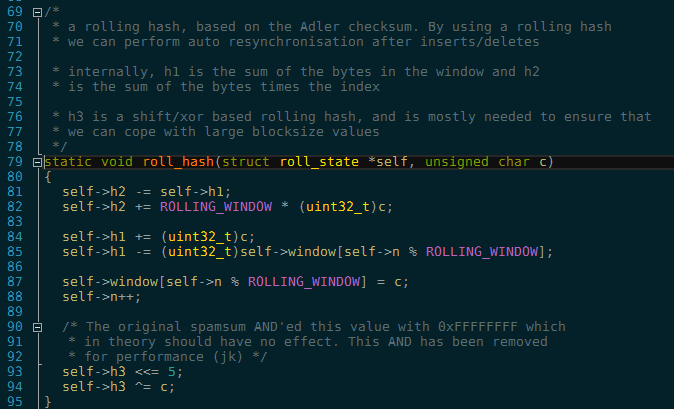 69 /*
70  * a rolling hash, based on the Adler checksum. By using a rolling hash
71  * we can perform auto resynchronisation after inserts/deletes
72
73  * internally, h1 is the sum of the bytes in the window and h2
74  * is the sum of the bytes times the index
75
76  * h3 is a shift/xor based rolling hash, and is mostly needed to ensure that
77  * we can cope with large blocksize values
78  */
79 static void roll_hash(struct roll_state *self, unsigned char c)
80 {
81   self->h2 -= self->h1;
82   self->h2 += ROLLING_WINDOW * (uint32_t)c;
83
84   self->h1 += (uint32_t)c;
85   self->h1 -= (uint32_t)self->window[self->n % ROLLING_WINDOW];
86
87   self->window[self->n % ROLLING_WINDOW] = c;
88   self->n++;
89
90   /* The original spamsum AND'ed this value with 0xFFFFFFFF which
91    * in theory should have no effect. This AND has been removed
92    * for performance (jk) */
93   self->h3 <<= 5;
94   self->h3 ^= c;
95 }